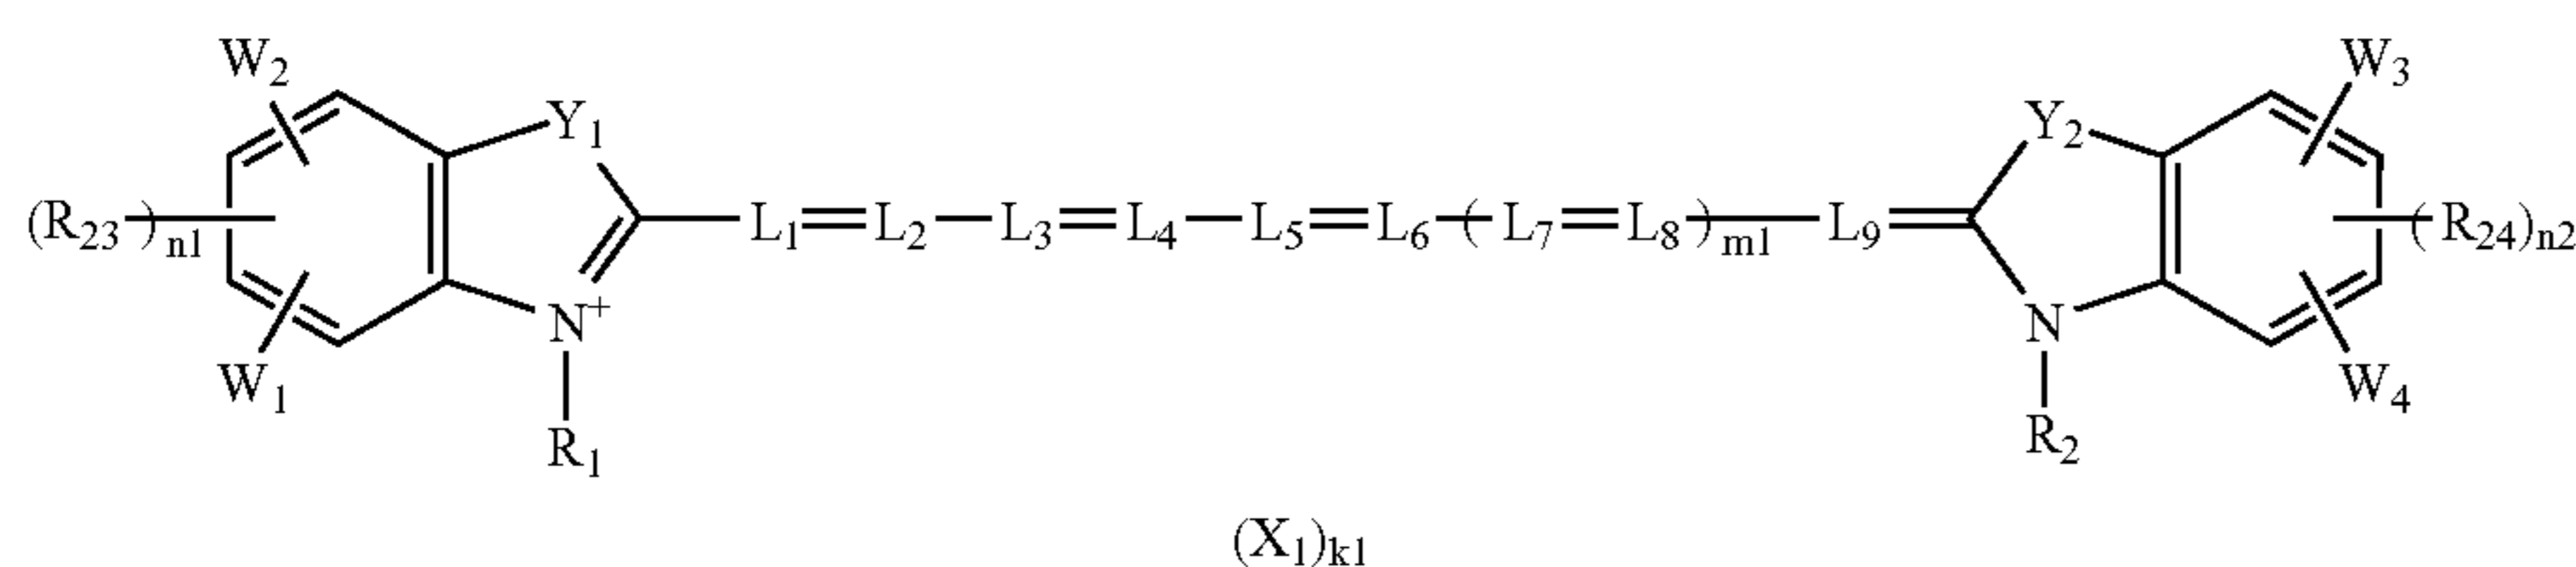 W₂ W₃
Y₁ Y₂
(R₂₃)ₙ₁ L₁=L₂—L₃=L₄—L₅=L₆—(L₇=L₈)ₘ₁—L₉= (R₂₄)ₙ₂
N⁺ N
W₁ W₄
R₁ R₂
(X₁)ₖ₁